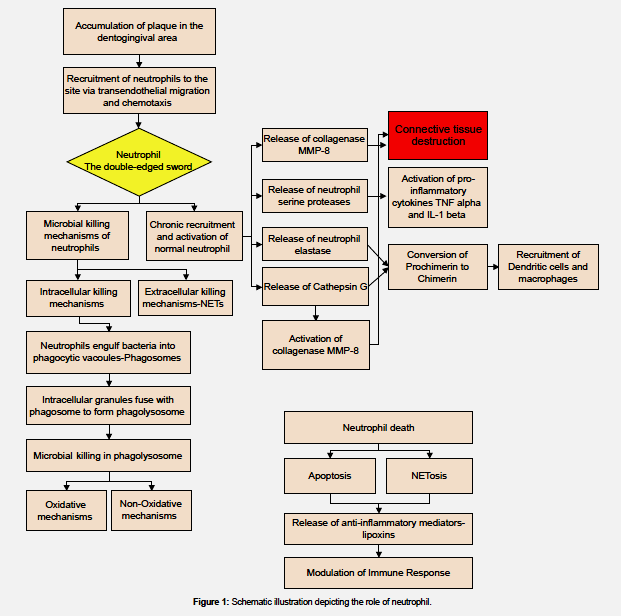 Accumulation of plaque in the
dentogingival area
Recruitment of neutrophils to the
site via transendothelial migration
and chemotaxis
Neutrophil
The double-edged sword
Microbial killing
mechanisms of
neutrophils
Chronic recruitment
and activation of
normal neutrophil
Intracellular killing
mechanisms
Extracellular killing
mechanisms-NETs
Neutrophils engulf bacteria into
phagocytic vacoules-Phagosomes
Intracellular granules fuse with
phagosome to form phagolysosome
Microbial killing in phagolysosome
Oxidative
mechanisms
Non-Oxidative
mechanisms
Release of collagenase
MMP-8
Release of neutrophil
serine proteases
Release of neutrophil
elastase
Release of Cathepsin G
Activation of
collagenase MMP-8
Connective tissue
destruction
Activation of pro-
inflammatory
cytokines TNF alpha
and IL-1 beta
Conversion of
Prochimerin to
Chimerin
Recruitment of
Dendritic cells and
macrophages
Neutrophil death
Apoptosis
NETosis
Release of anti-inflammatory mediators-
lipoxins
Modulation of Immune Response
Figure 1: Schematic illustration depicting the role of neutrophil.